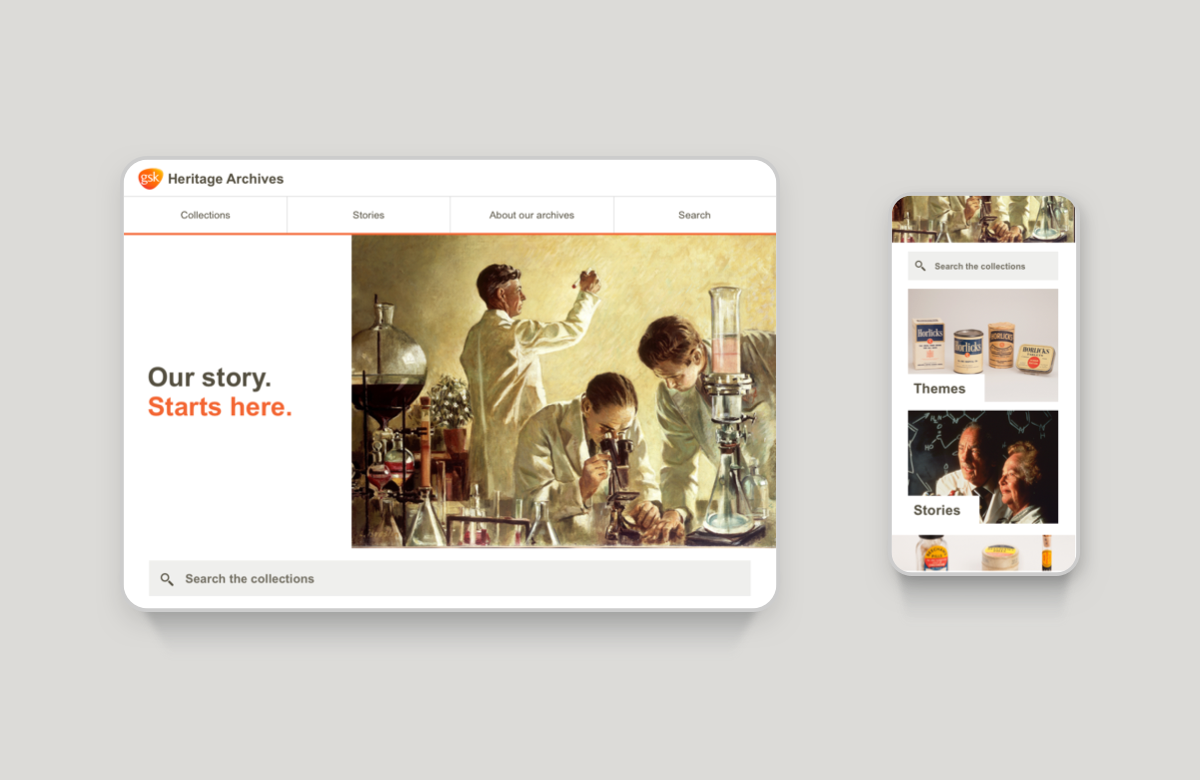 gsk
Heritage Archives
Collections
Stories
About our archives
Search
Our story.
Starts here.
Search the collections
Search the collections
Horlicks
Horlicks
HORLICKS
HORLICKS
Themes
Stories